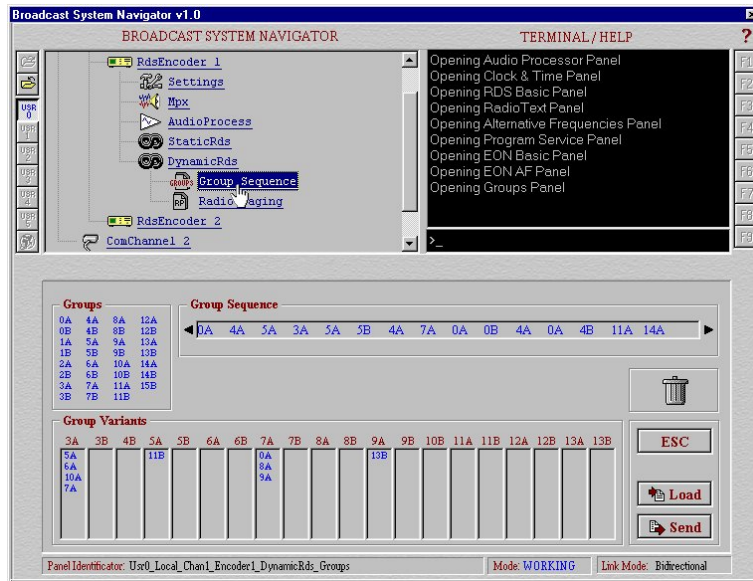 Broadcast System Navigator v1.0
BROADCAST SYSTEM NAVIGATOR
TERMINAL / HELP
?
RdsEncoder 1
Settings
Mpx
AudioProcess
StaticRds
DynamicRds
GROUPS Group Sequence
RP Radio Paging
RdsEncoder 2
ComChannel 2
USR 0
USR 1
USR 2
USR 3
USR 4
USR 5
Opening Audio Processor Panel
Opening Clock & Time Panel
Opening RDS Basic Panel
Opening RadioText Panel
Opening Alternative Frequencies Panel
Opening Program Service Panel
Opening EON Basic Panel
Opening EON AF Panel
Opening Groups Panel
>_
F1
F2
F3
F4
F5
F6
F7
F8
F9
Groups
0A 4A 8A 12A
0B 4B 8B 12B
1A 5A 9A 13A
1B 5B 9B 13B
2A 6A 10A 14A
2B 6B 10B 14B
3A 7A 11A 15B
3B 7B 11B
Group Sequence
0A 4A 5A 3A 5A 5B 4A 7A 0A 0B 4A 0A 4B 11A 14A
Group Variants
3A 3B 4B 5A 5B 6A 6B 7A 7B 8A 8B 9A 9B 10B 11A 11B 12A 12B 13A 13B
5A 11B 0A 13B
6A 8A
10A 9A
7A
ESC
Load
Send
Panel Identificator: Usr0_Local_Chan1_Encoder1_DynamicRds_Groups
Mode: WORKING
Link Mode: Bidirectional